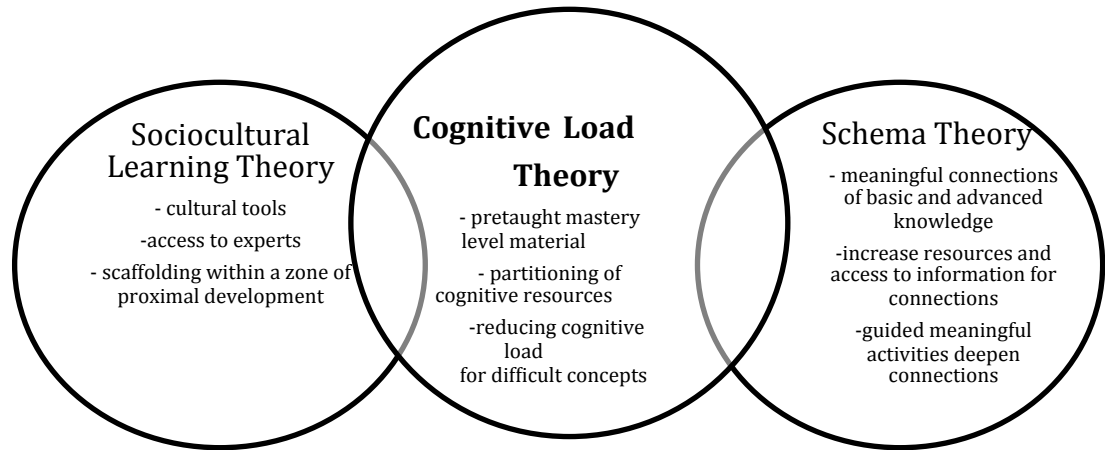 Sociocultural
Learning Theory
- cultural tools
-access to experts
- scaffolding within a zone of
proximal development
Cognitive Load
Theory
- pretaught mastery
level material
- partitioning of
cognitive resources
-reducing cognitive
load
for difficult concepts
Schema Theory
- meaningful connections
of basic and advanced
knowledge
-increase resources and
access to information for
connections
-guided meaningful
activities deepen
connections